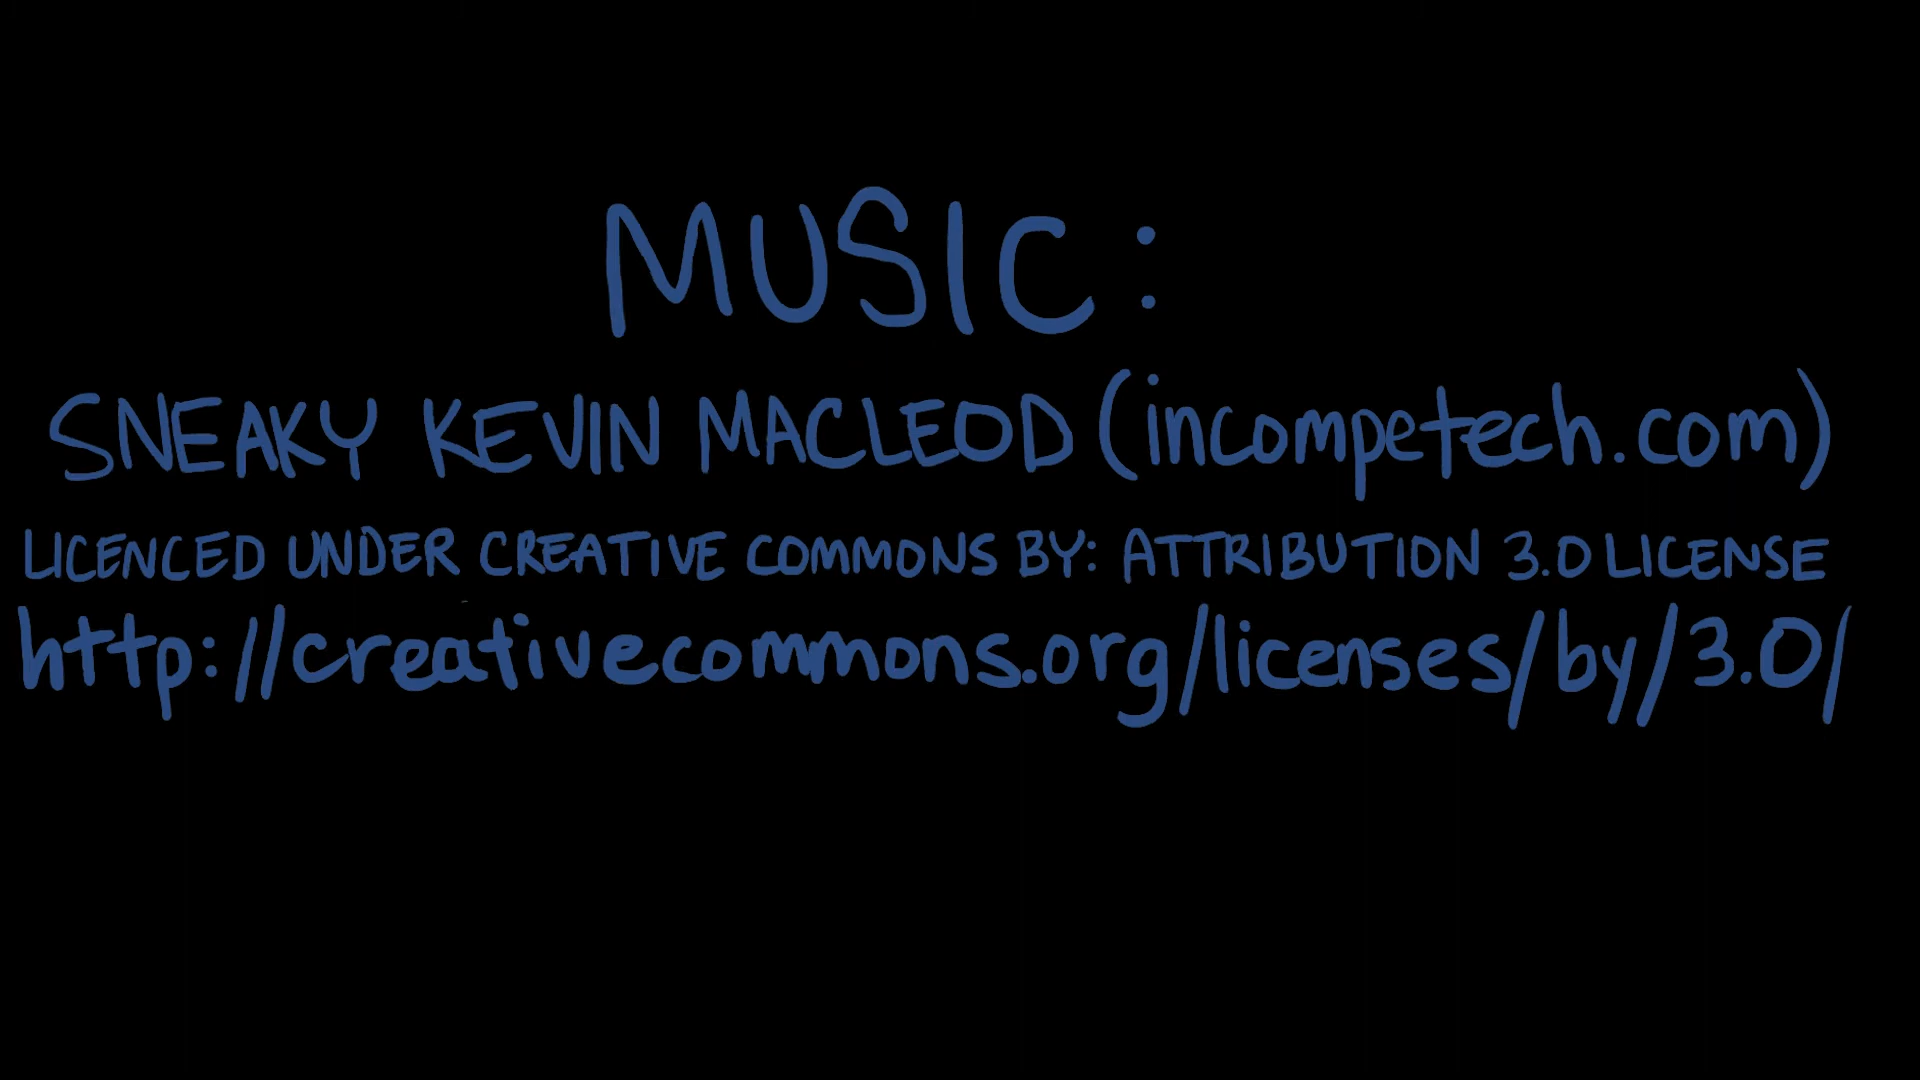 MUSIC:
SNEAKY KEVIN MACLEOD (incompetech.com)
LICENCED UNDER CREATIVE COMMONS BY: ATTRIBUTION 3.0 LICENSE
http://creativecommons.org/licenses/by/3.0/